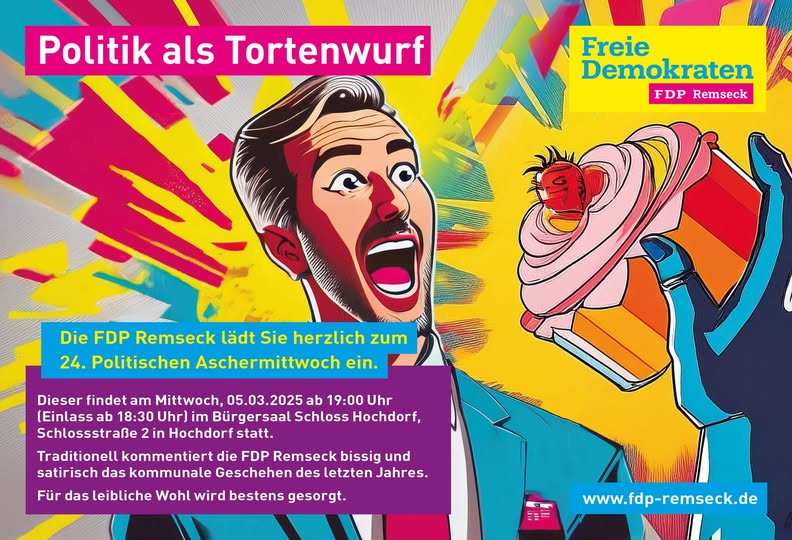 Politik als Tortenwurf
Freie
Demokraten
FDP Remseck
Die FDP Remseck lädt Sie herzlich zum
24. Politischen Aschermittwoch ein.
Dieser findet am Mittwoch, 05.03.2025 ab 19:00 Uhr
(Einlass ab 18:30 Uhr) im Bürgersaal Schloss Hochdorf,
Schlossstraße 2 in Hochdorf statt.
Traditionell kommentiert die FDP Remseck bissig und
satirisch das kommunale Geschehen des letzten Jahres.
Für das leibliche Wohl wird bestens gesorgt.
www.fdp-remseck.de